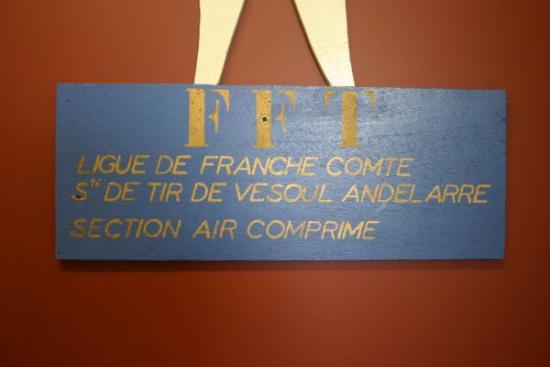 FFT
LIGUE DE FRANCHE COMTE
Sté DE TIR DE VESOUL ANDELARRE
SECTION AIR COMPRIME